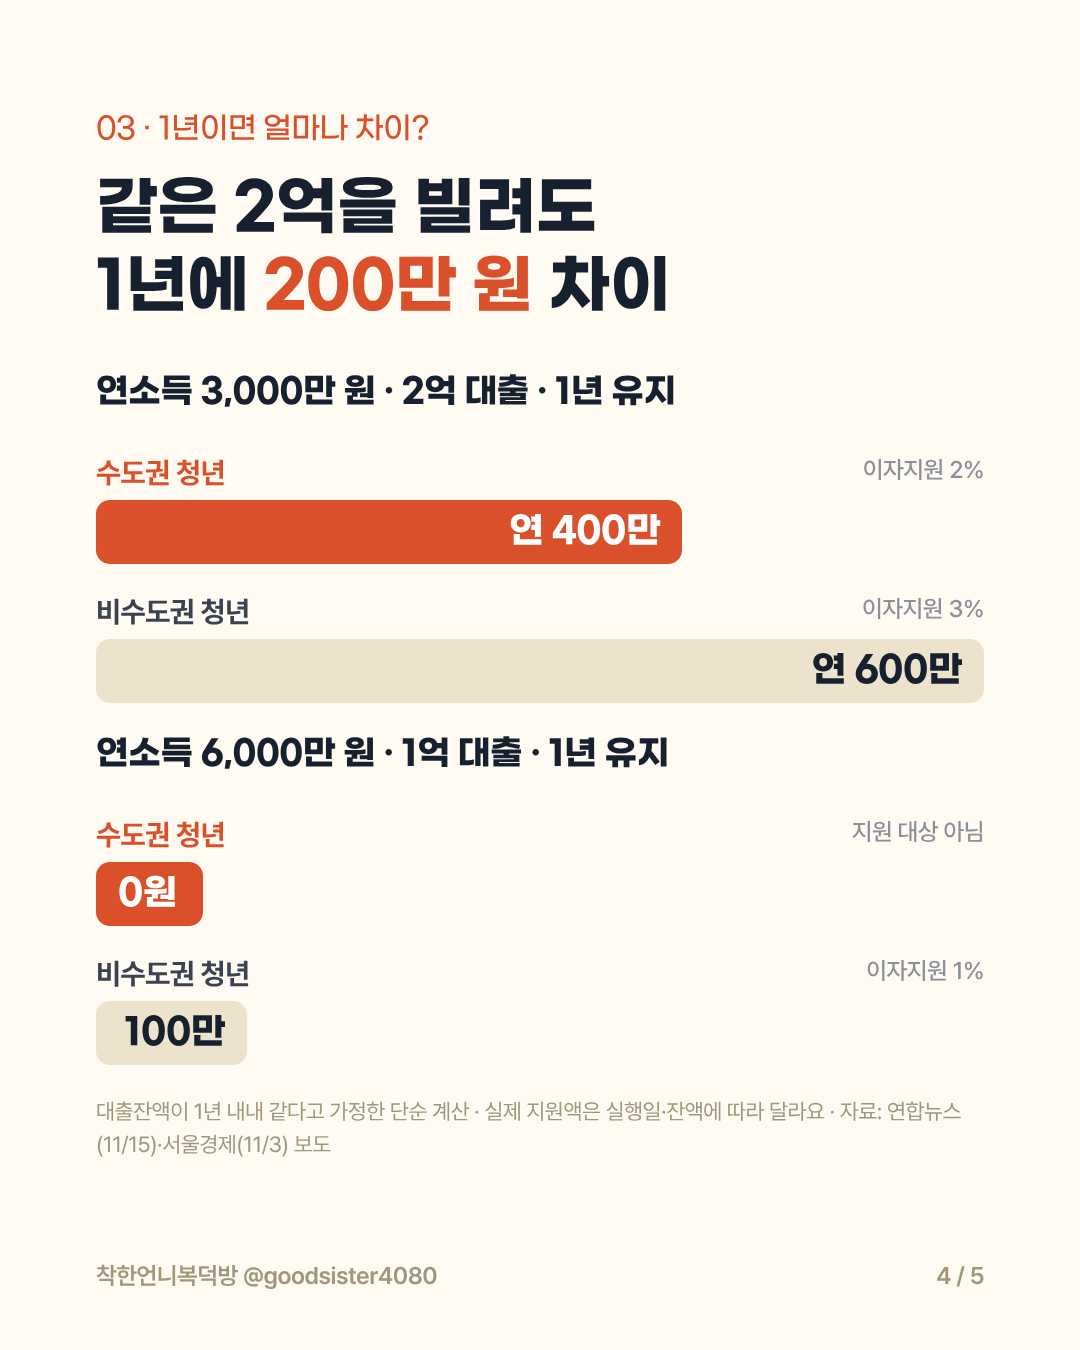 03 · 1년이면 얼마나 차이?
같은 2억을 빌려도
1년에 200만 원 차이
연소득 3,000만 원 · 2억 대출 · 1년 유지
수도권 청년 이자지원 2%
연 400만
비수도권 청년 이자지원 3%
연 600만
연소득 6,000만 원 · 1억 대출 · 1년 유지
수도권 청년 지원 대상 아님
0원
비수도권 청년 이자지원 1%
100만
대출잔액이 1년 내내 같다고 가정한 단순 계산 · 실제 지원액은 실행일·잔액에 따라 달라요 · 자료: 연합뉴스
(11/15)·서울경제(11/3) 보도
착한언니복덕방 @goodsister4080 4 / 5